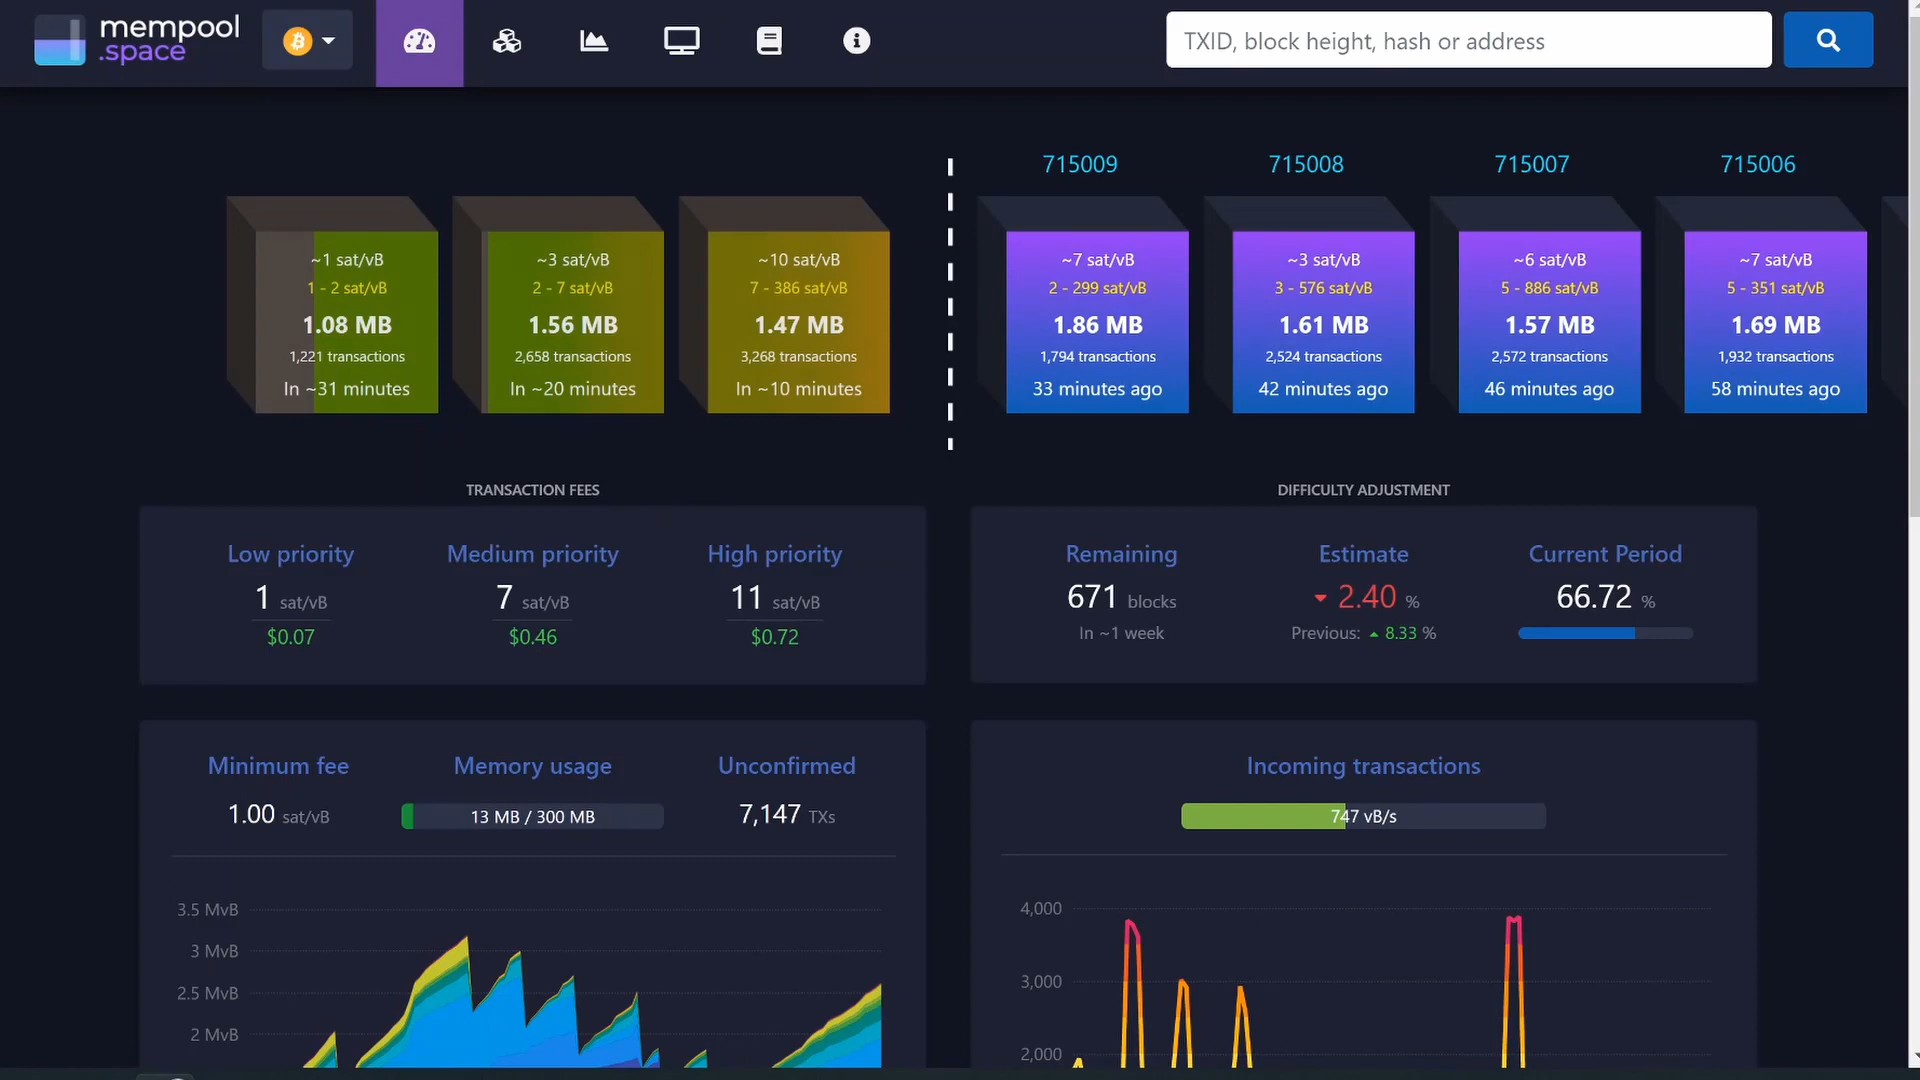 mempool
.space
TXID, block height, hash or address
715009
715008
715007
715006
~1 sat/vB
1 - 2 sat/vB
1.08 MB
1,221 transactions
In ~31 minutes
~3 sat/vB
2 - 7 sat/vB
1.56 MB
2,658 transactions
In ~20 minutes
~10 sat/vB
7 - 386 sat/vB
1.47 MB
3,268 transactions
In ~10 minutes
~7 sat/vB
2 - 299 sat/vB
1.86 MB
1,794 transactions
33 minutes ago
~3 sat/vB
3 - 576 sat/vB
1.61 MB
2,524 transactions
42 minutes ago
~6 sat/vB
5 - 886 sat/vB
1.57 MB
2,572 transactions
46 minutes ago
~7 sat/vB
5 - 351 sat/vB
1.69 MB
1,932 transactions
58 minutes ago
TRANSACTION FEES
Low priority
1 sat/vB
$0.07
Medium priority
7 sat/vB
$0.46
High priority
11 sat/vB
$0.72
DIFFICULTY ADJUSTMENT
Remaining
671 blocks
In ~1 week
Estimate
2.40 %
Previous: 8.33 %
Current Period
66.72 %
Minimum fee
1.00 sat/vB
Memory usage
13 MB / 300 MB
Unconfirmed
7,147 TXs
3.5 MvB
3 MvB
2.5 MvB
2 MvB
Incoming transactions
747 vB/s
4,000
3,000
2,000